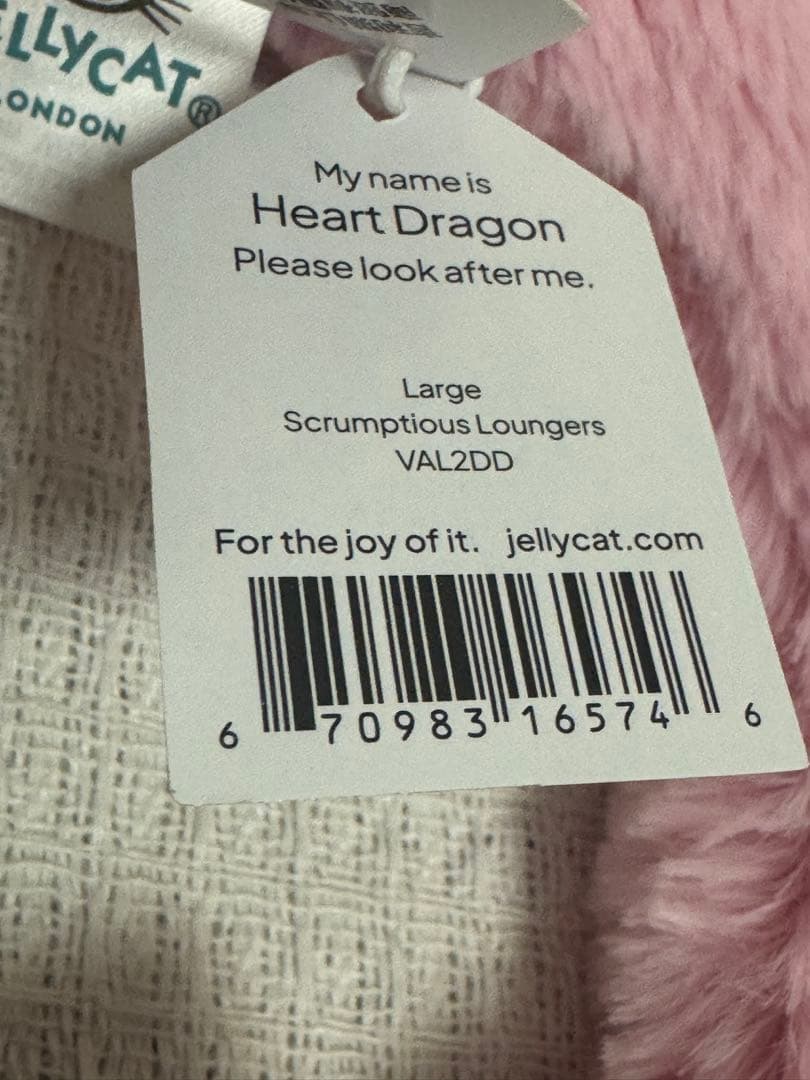 LLYCAT®
ONDON
My name is
Heart Dragon
Please look after me.
Large
Scrumptious Loungers
VAL2DD
For the joy of it. jellycat.com
6 70983 16574 6